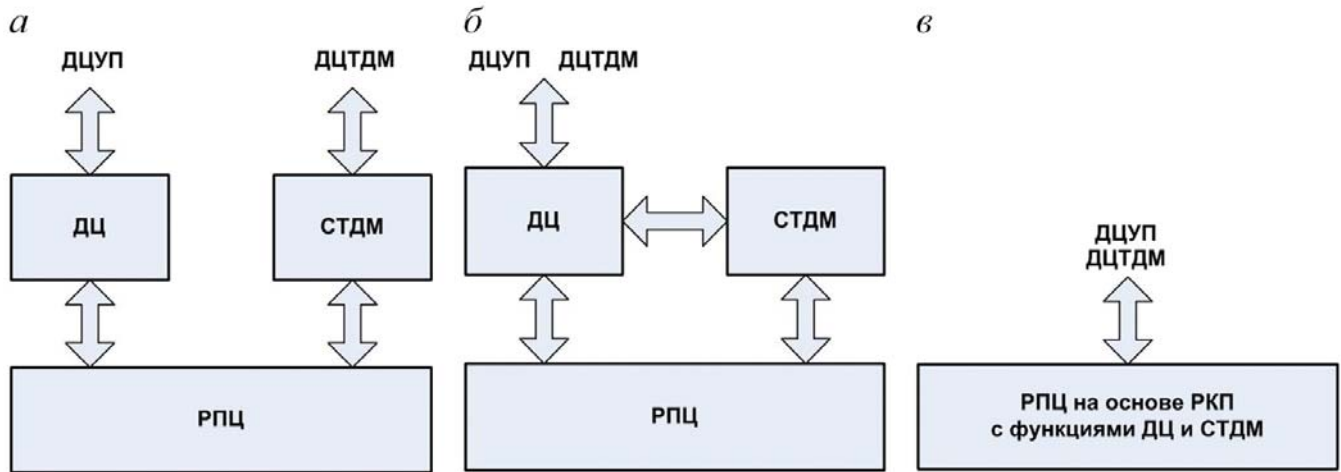 а
ДЦУП
ДЦТДМ
ДЦ
СТДМ
РПЦ
б
ДЦУП ДЦТДМ
ДЦ
СТДМ
РПЦ
в
ДЦУП
ДЦТДМ
РПЦ на основе РКП
с функциями ДЦ и СТДМ